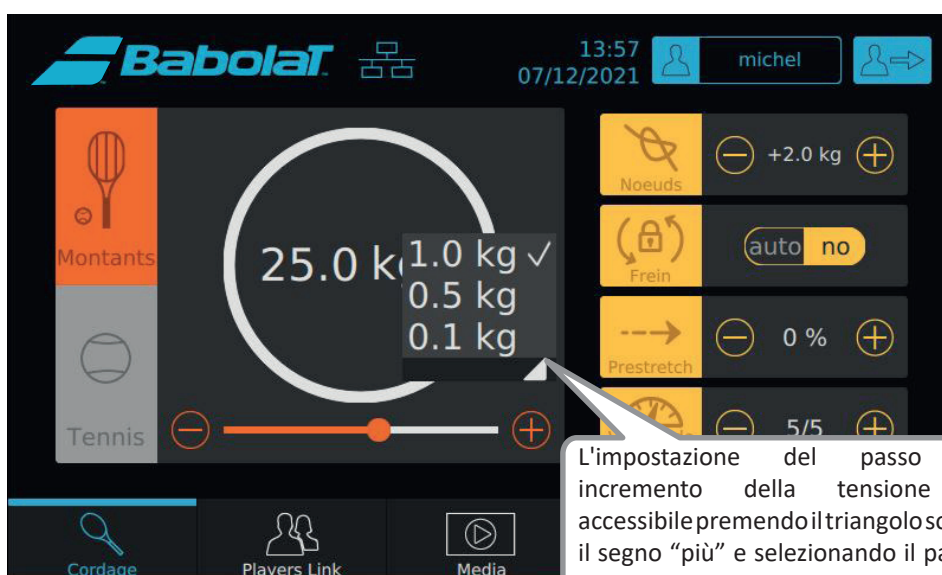 Babolat
13:57
07/12/2021
michel
Montants
Tennis
25.0
1.0 kg
0.5 kg
0.1 kg
Noeuds
+2.0 kg
Frein
auto no
Prestretch
0 %
5/5
L'impostazione del passo
incremento della tensione
accessibile premendo il triangolo
il segno “più” e selezionando il
Cordage
Players Link
Media